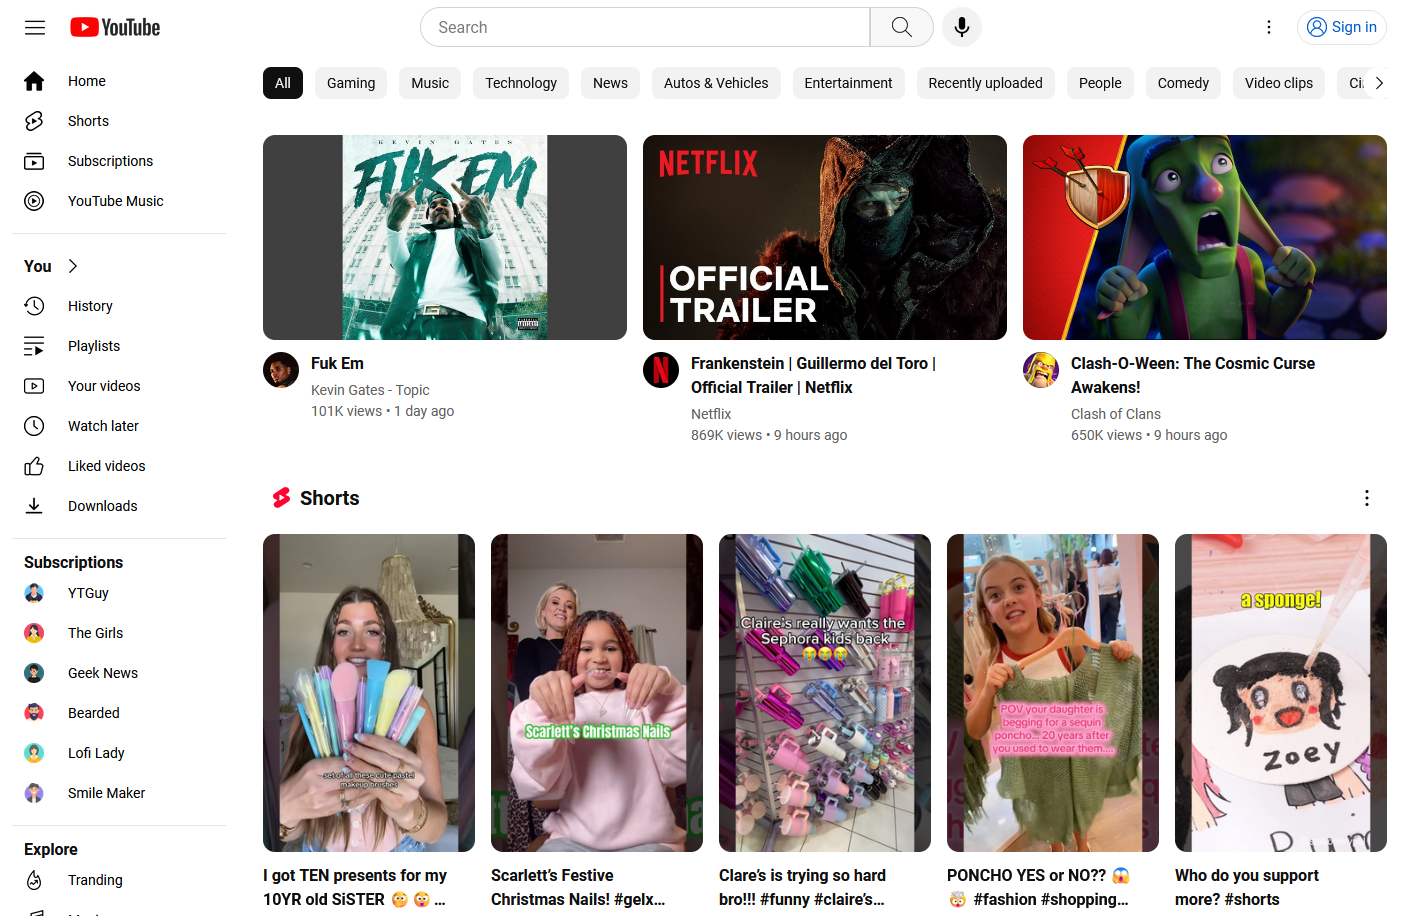 YouTube
Search
Sign in
Home
Shorts
Subscriptions
YouTube Music
You
History
Playlists
Your videos
Watch later
Liked videos
Downloads
Subscriptions
YTGuy
The Girls
Geek News
Bearded
Lofi Lady
Smile Maker
Explore
Tranding
All
Gaming
Music
Technology
News
Autos & Vehicles
Entertainment
Recently uploaded
People
Comedy
Video clips
KEVIN GATES
FUK EM
Fuk Em
Kevin Gates - Topic
101K views • 1 day ago
NETFLIX
OFFICIAL
TRAILER
Frankenstein | Guillermo del Toro |
Official Trailer | Netflix
Netflix
869K views • 9 hours ago
Clash-O-Ween: The Cosmic Curse
Awakens!
Clash of Clans
650K views • 9 hours ago
Shorts
set of all these cute pastel
makeup brushes
I got TEN presents for my
10YR old SiSTER 🫣 😜 ...
Scarlett's Christmas Nails
Scarlett’s Festive
Christmas Nails! #gelx...
Claire's really wants the
Sephora kids back
😭😭😭
Clare’s is trying so hard
bro!!! #funny #claire’s...
POV your daughter is
begging for a sequin
poncho... 20 years after
you used to wear them....
PONCHO YES or NO?? 😱
🤯 #fashion #shopping...
a sponge!
zoey
Who do you support
more? #shorts